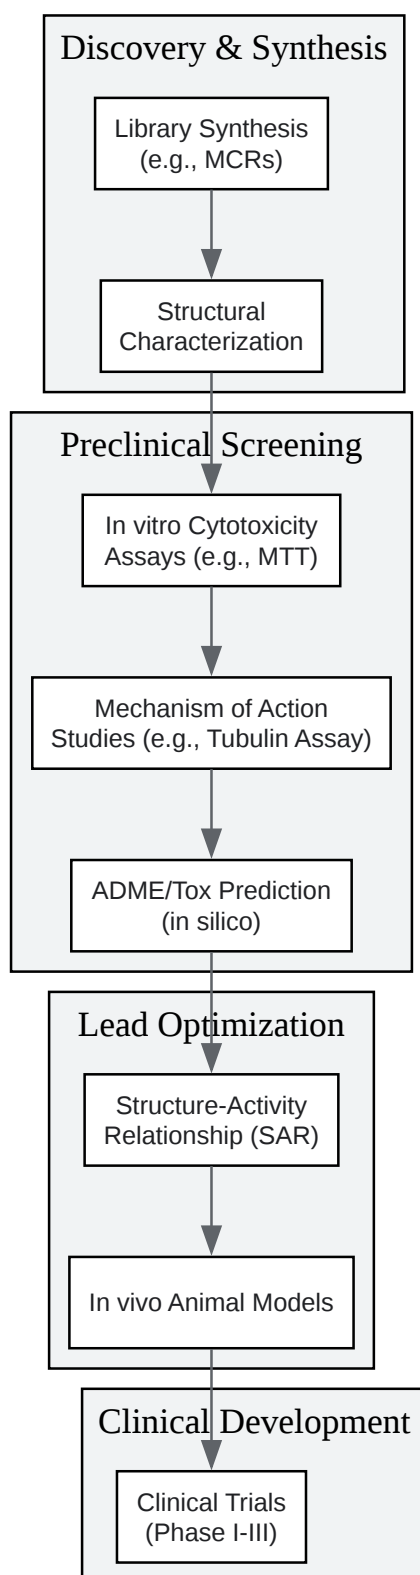 Discovery & Synthesis
Library Synthesis
(e.g., MCRs)
Structural
Characterization
Preclinical Screening
In vitro Cytotoxicity
Assays (e.g., MTT)
Mechanism of Action
Studies (e.g., Tubulin Assay)
ADME/Tox Prediction
(in silico)
Lead Optimization
Structure-Activity
Relationship (SAR)
In vivo Animal Models
Clinical Development
Clinical Trials
(Phase I-III)